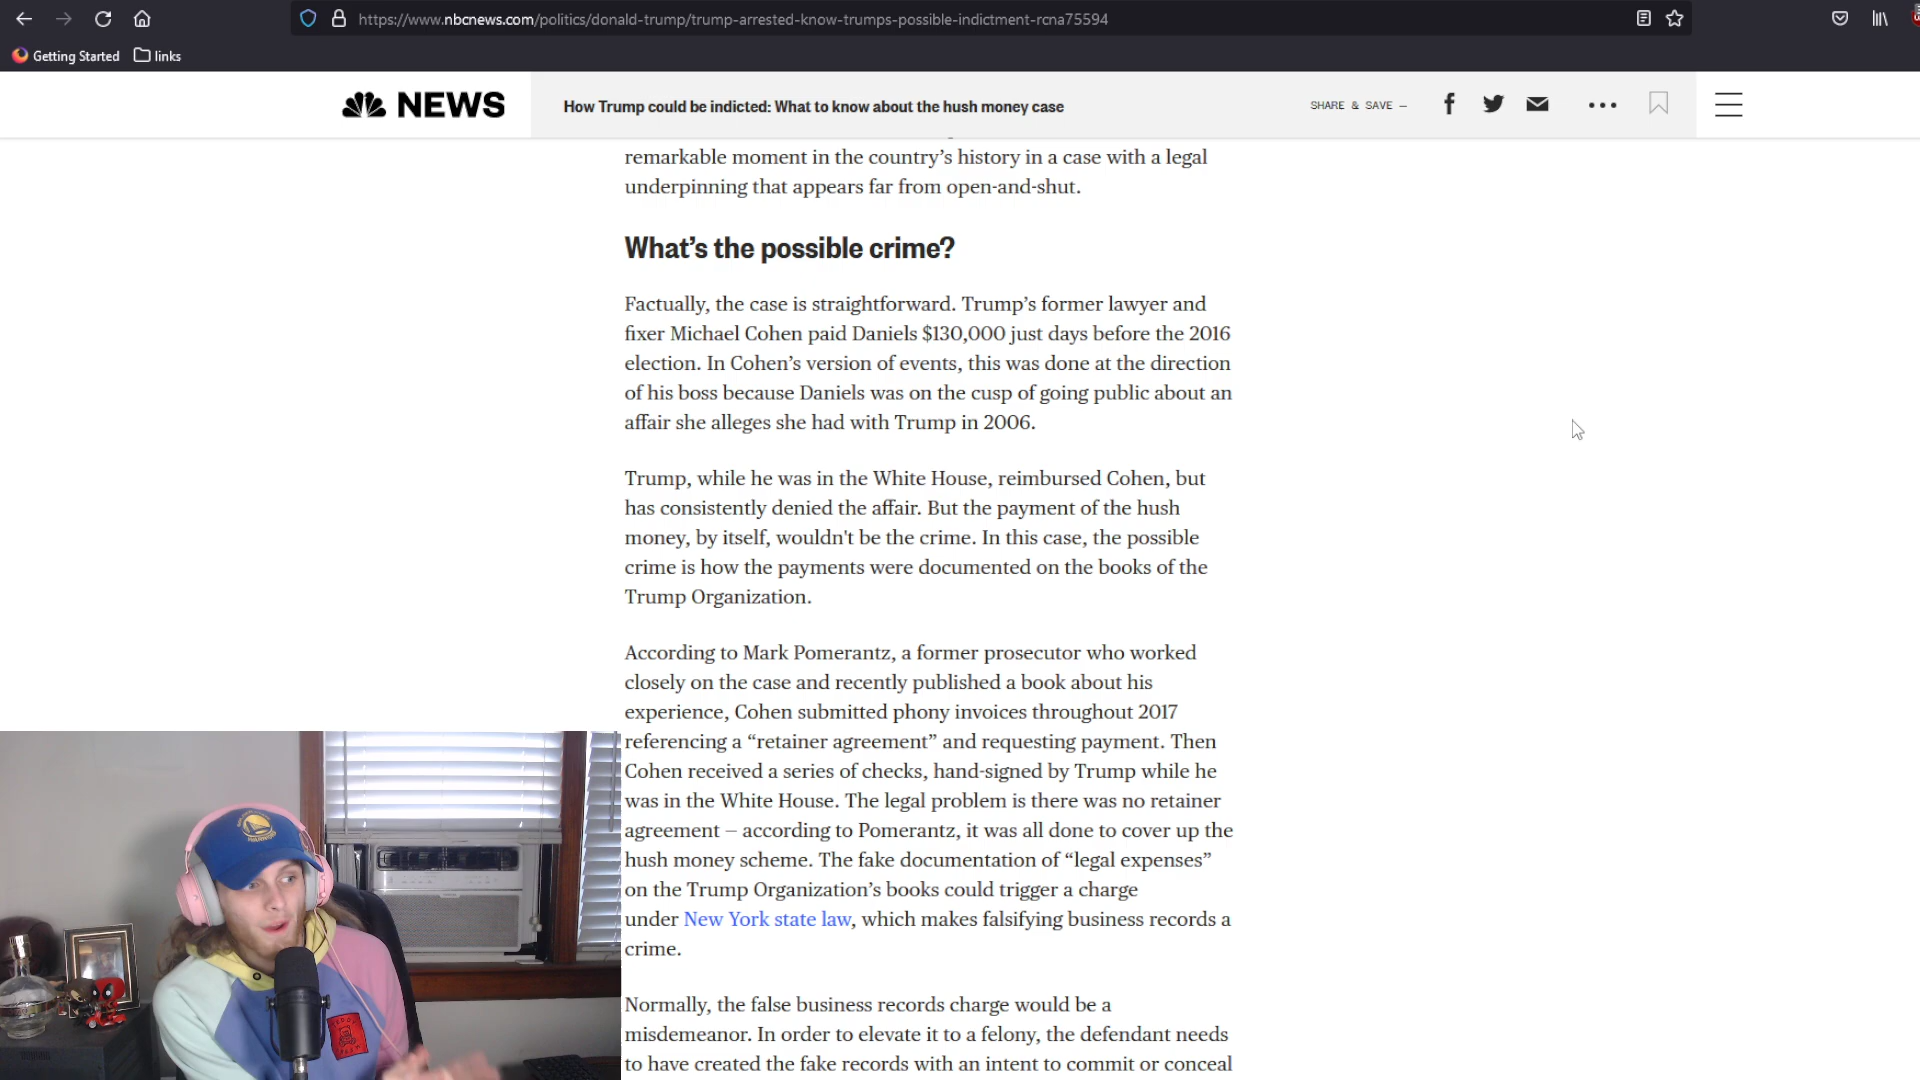 https://www.nbcnews.com/politics/donald-trump/trump-arrested-know-trumps-possible-indictment-rcna75594
Getting Started links
NEWS How Trump could be indicted: What to know about the hush money case SHARE & SAVE —
remarkable moment in the country’s history in a case with a legal
underpinning that appears far from open-and-shut.
What’s the possible crime?
Factually, the case is straightforward. Trump’s former lawyer and
fixer Michael Cohen paid Daniels $130,000 just days before the 2016
election. In Cohen’s version of events, this was done at the direction
of his boss because Daniels was on the cusp of going public about an
affair she alleges she had with Trump in 2006.
Trump, while he was in the White House, reimbursed Cohen, but
has consistently denied the affair. But the payment of the hush
money, by itself, wouldn't be the crime. In this case, the possible
crime is how the payments were documented on the books of the
Trump Organization.
According to Mark Pomerantz, a former prosecutor who worked
closely on the case and recently published a book about his
experience, Cohen submitted phony invoices throughout 2017
referencing a “retainer agreement” and requesting payment. Then
Cohen received a series of checks, hand-signed by Trump while he
was in the White House. The legal problem is there was no retainer
agreement — according to Pomerantz, it was all done to cover up the
hush money scheme. The fake documentation of “legal expenses”
on the Trump Organization’s books could trigger a charge
under New York state law, which makes falsifying business records a
crime.
Normally, the false business records charge would be a
misdemeanor. In order to elevate it to a felony, the defendant needs
to have created the fake records with an intent to commit or conceal